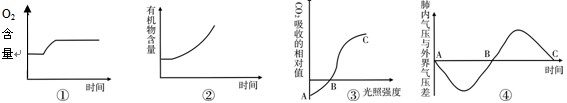 O₂
含
量
时间
①
有机物含量
时间
②
CO₂吸收的相对值
A
B
C
光照强度
③
肺内气压与外界气压差
A
B
C
时间
④